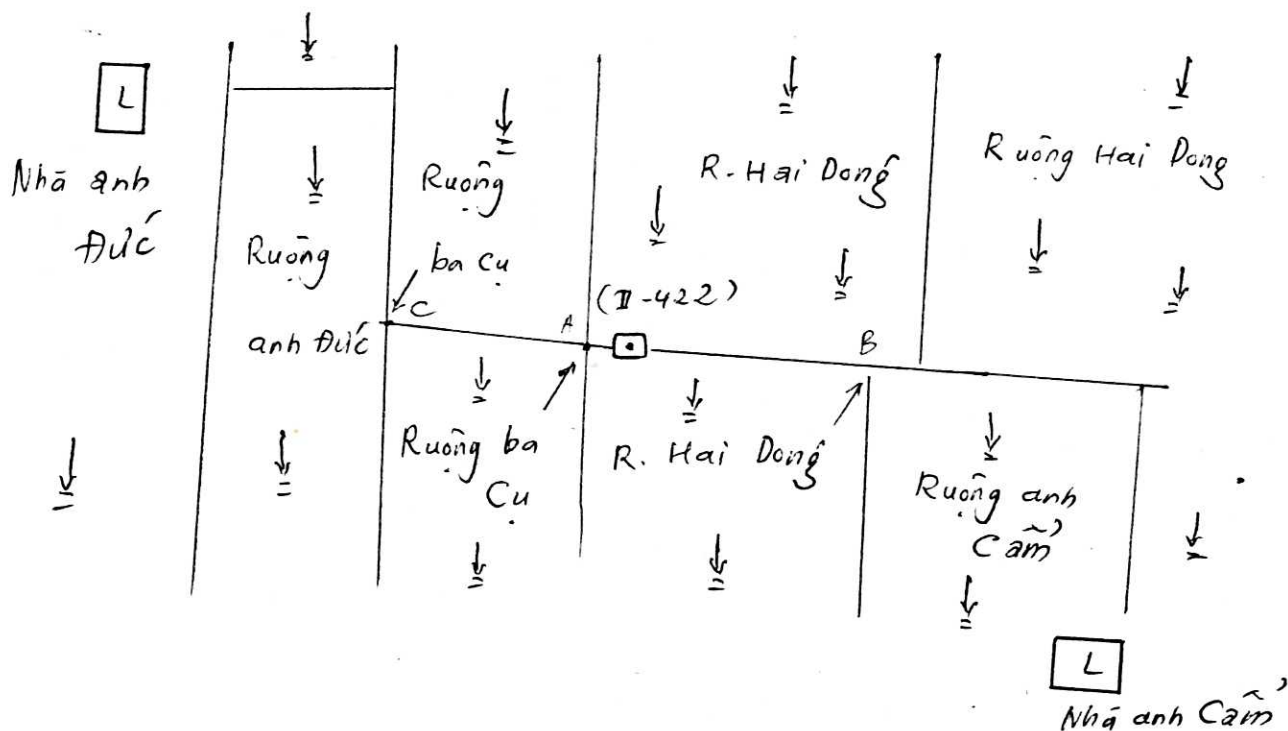 L
Nhà anh
Đức
Ruộng
anh Đức
Ruộng
ba Cụ
C
A
(II-422)
R. Hai Dong
B
Ruộng Hai Dong
Ruộng ba
Cụ
R. Hai Dong
Ruộng anh
Cẩm
L
Nhà anh Cẩm